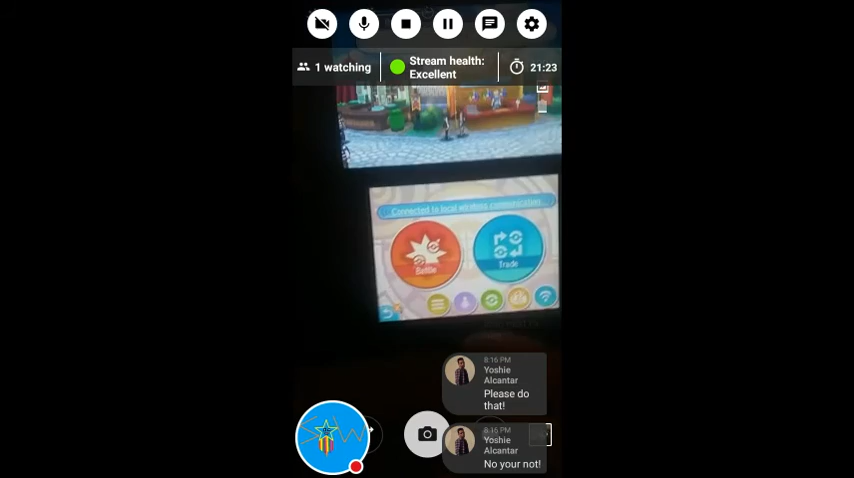 1 watching
Stream health:
Excellent
21:23
Connected to local wireless communication.
Battle
Trade
8:16 PM
Yoshie
Alcantar
Please do
that!
8:16 PM
Yoshie
Alcantar
No your not!